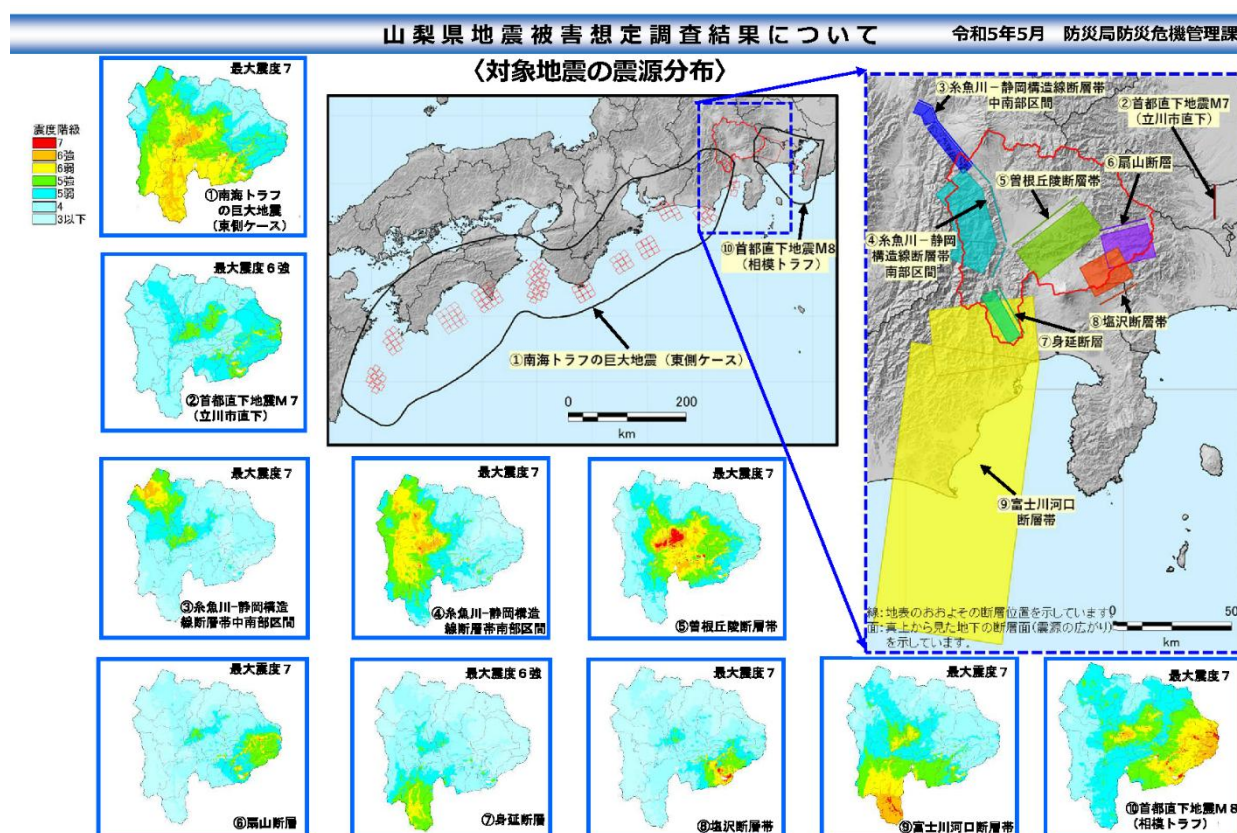 山梨県地震被害想定調査結果について
令和5年5月 防災局防災危機管理課
〈対象地震の震源分布〉
震度階級
7
6強
6弱
5強
5弱
4
3以下
最大震度7
①南海トラフ
の巨大地震
(東側ケース)
最大震度6強
②首都直下地震M7
(立川市直下)
①南海トラフの巨大地震(東側ケース)
⑩首都直下地震M8
(相模トラフ)
0 200
km
③糸魚川-静岡構造線断層帯
中南部区間
②首都直下地震M7
(立川市直下)
⑥扇山断層
⑤曽根丘陵断層帯
④糸魚川-静岡
構造線断層帯
南部区間
⑧塩沢断層帯
⑦身延断層
⑨富士川河口
断層帯
線:地表のおおよその断層位置を示しています
面:真上から見た地下の断層面(震源の広がり)
を示しています。
0 50
km
最大震度7
③糸魚川-静岡構造
線断層帯中南部区間
最大震度7
④糸魚川-静岡構造
線断層帯南部区間
最大震度7
⑤曽根丘陵断層帯
最大震度7
⑥扇山断層
最大震度6強
⑦身延断層
最大震度7
⑧塩沢断層帯
最大震度7
⑨富士川河口断層帯
最大震度7
⑩首都直下地震M8
(相模トラフ)